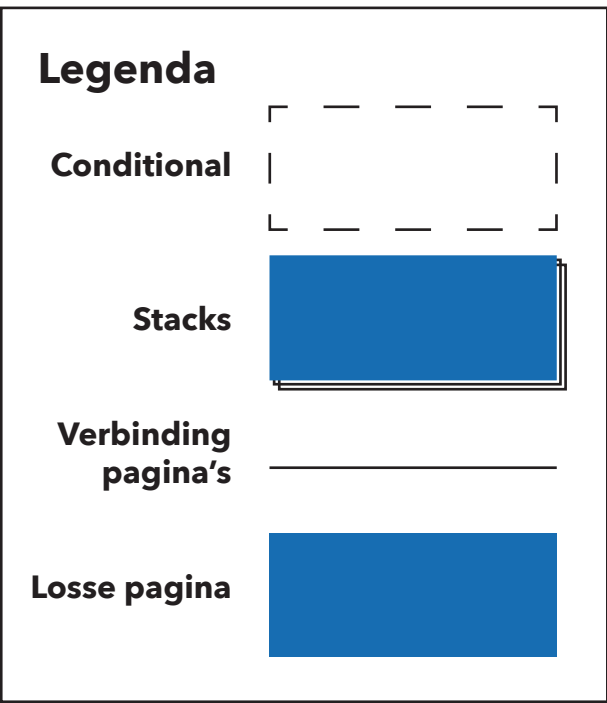 Legenda
Conditional
Stacks
Verbinding
pagina’s
Losse pagina